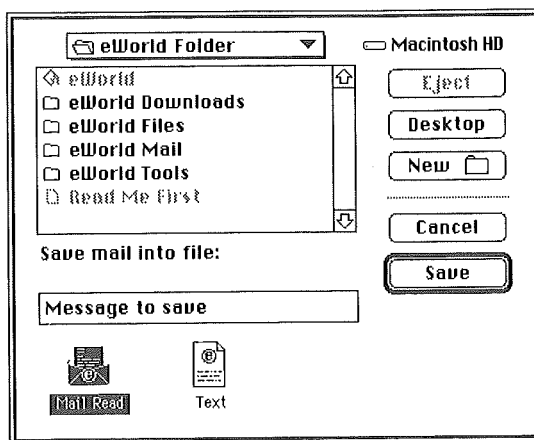 eWorld Folder
Macintosh HD
eWorld
eWorld Downloads
eWorld Files
eWorld Mail
eWorld Tools
Read Me First
Eject
Desktop
New
Cancel
Save
Save mail into file:
Message to save
Mail Read
Text